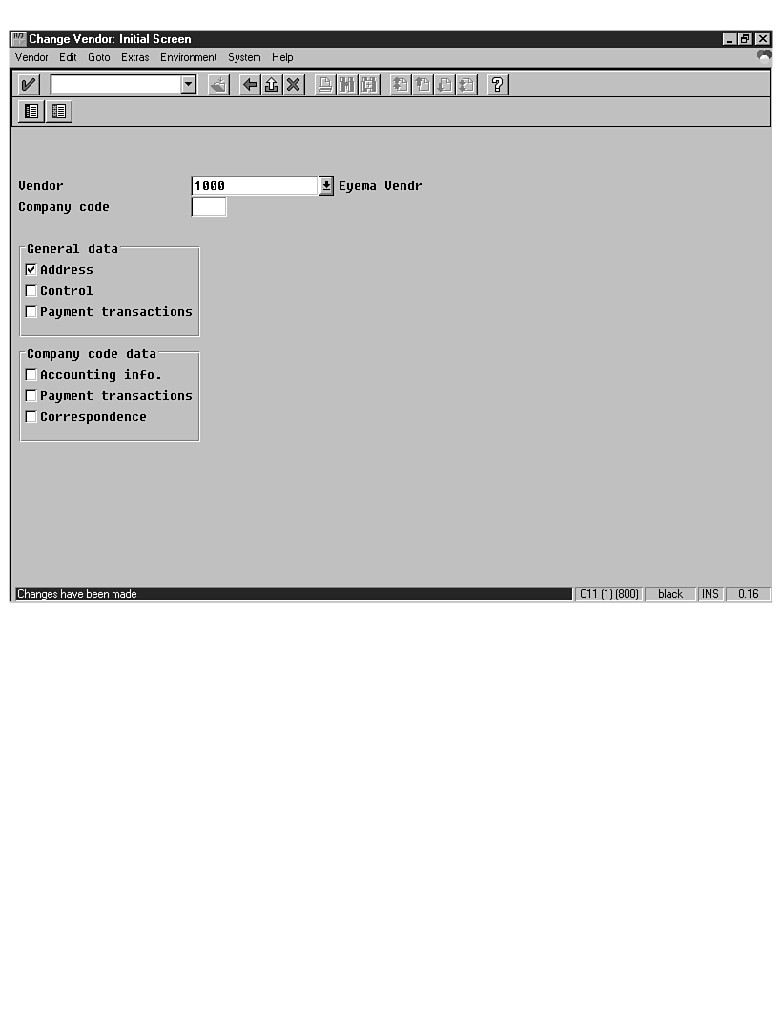 Change Vendor: Initial Screen
Vendor Edit Goto Extras Environment System Help
Vendor 1000 Eyema Vendr
Company code
General data
Address
Control
Payment transactions
Company code data
Accounting info.
Payment transactions
Correspondence
Changes have been made C11 (1) (800) black INS 0.16